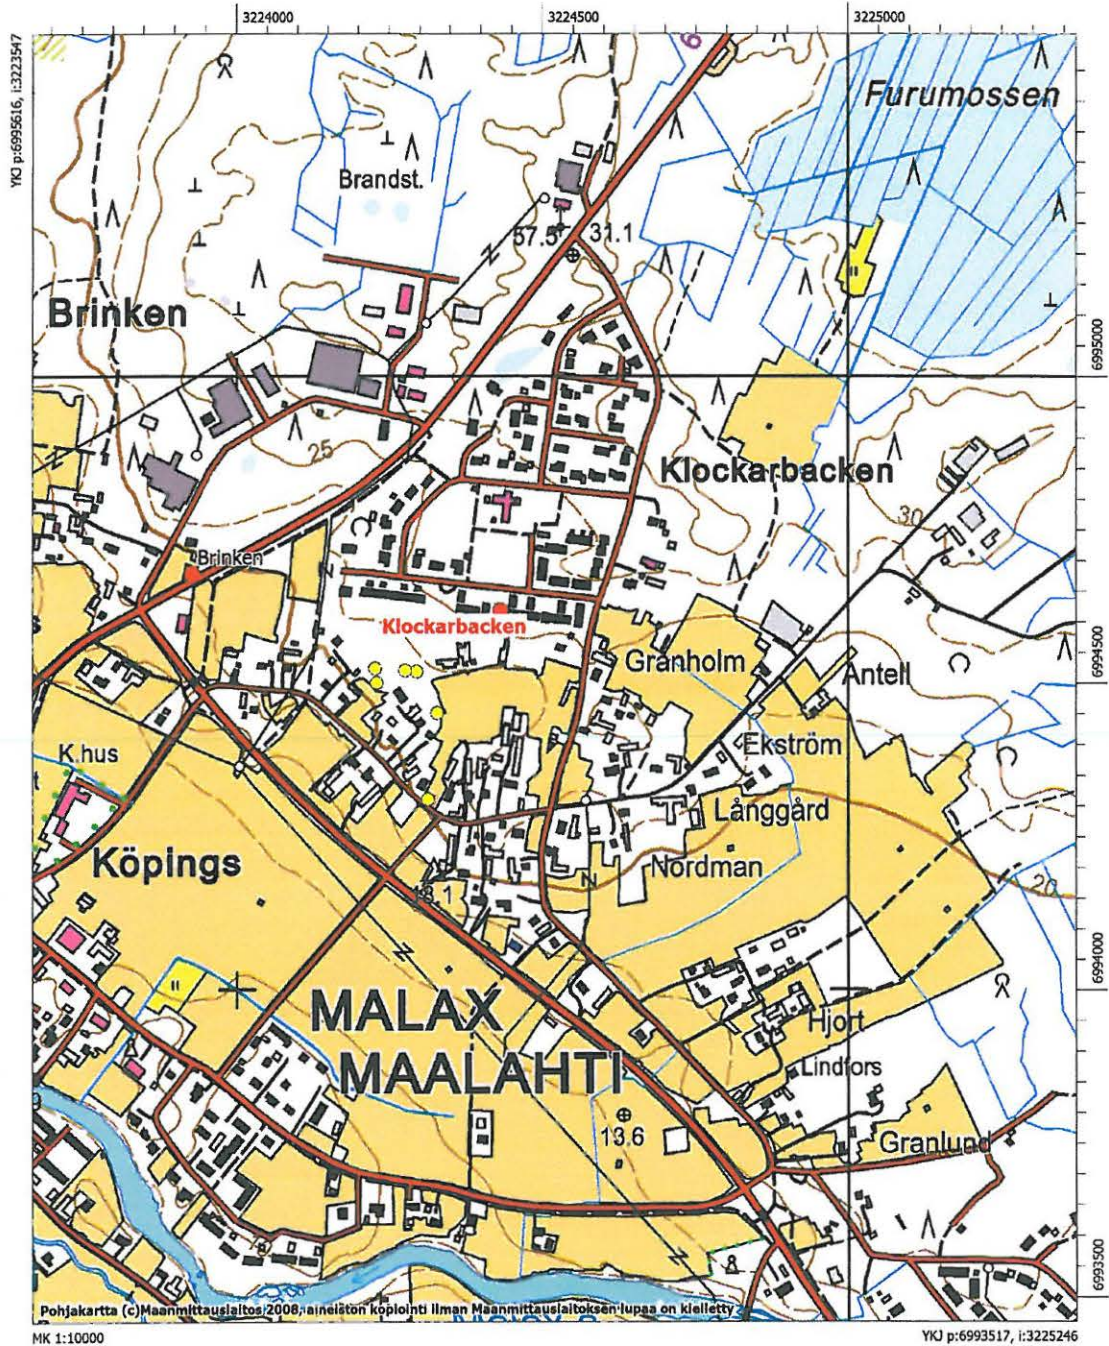 3224000
3224500
3225000
YKJ p:6995616, i:3223547
6
Furumossen
Brandst.
57.5
31.1
Brinken
6995000
25
Klockarbacken
30
Brinken
Klockarbacken
6994500
Granholm
Antell
K.hus
Ekström
Långgård
Köpings
Nordman
20
6994000
MALAX
MAALAHTI
Hjort
Lindfors
13.6
Granlund
6993500
Pohjakartta (c)Maanmittauslaitos 2008, aineiston kopiointi ilman Maanmittauslaitoksen lupaa on kielletty
MK 1:10000
YKJ p:6993517, i:3225246